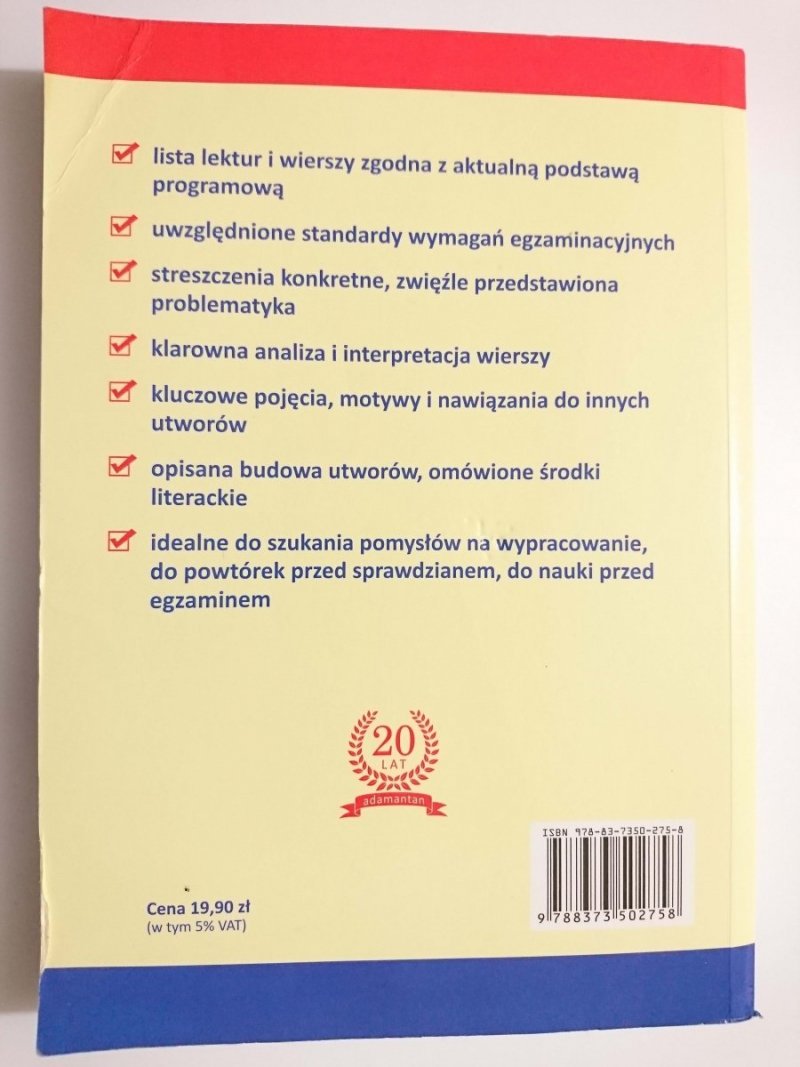 lista lektur i wierszy zgodna z aktualną podstawą
programową
uwzględnione standardy wymagań egzaminacyjnych
streszczenia konkretne, zwięźle przedstawiona
problematyka
klarowna analiza i interpretacja wierszy
kluczowe pojęcia, motywy i nawiązania do innych
utworów
opisana budowa utworów, omówione środki
literackie
idealne do szukania pomysłów na wypracowanie,
do powtórek przed sprawdzianem, do nauki przed
egzaminem
20
LAT
adamantan
ISBN 978-83-7350-275-8
9 788373 502758
Cena 19,90 zł
(w tym 5% VAT)